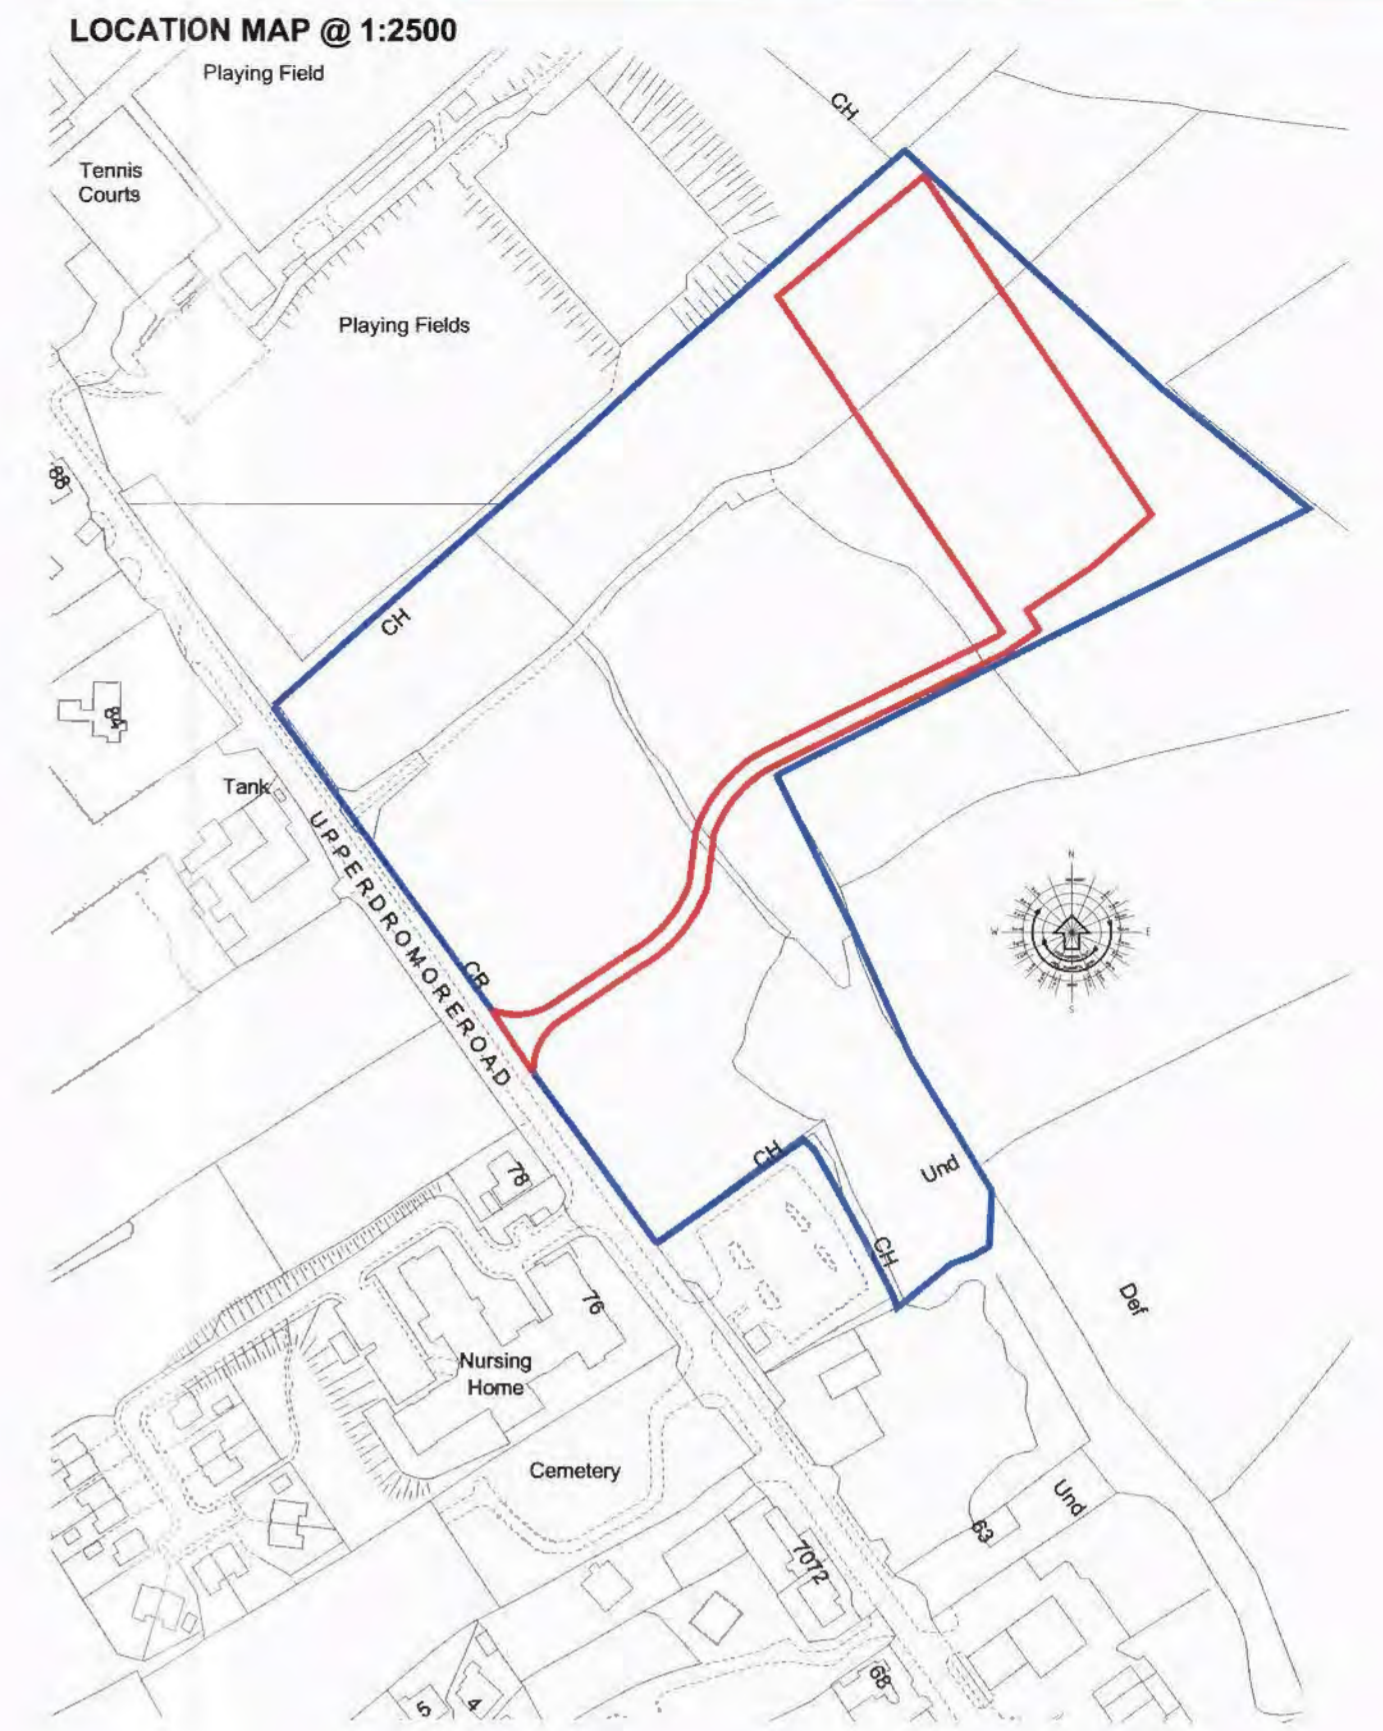 LOCATION MAP @ 1:2500
Playing Field
CH
Tennis
Courts
Playing Fields
88
CH
84
Tank
UPPERDROMOREROAD
CB
N
W
E
S
CH
78
Und
CH
76
Def
Nursing
Home
Cemetery
Und
63
7072
68
5
4